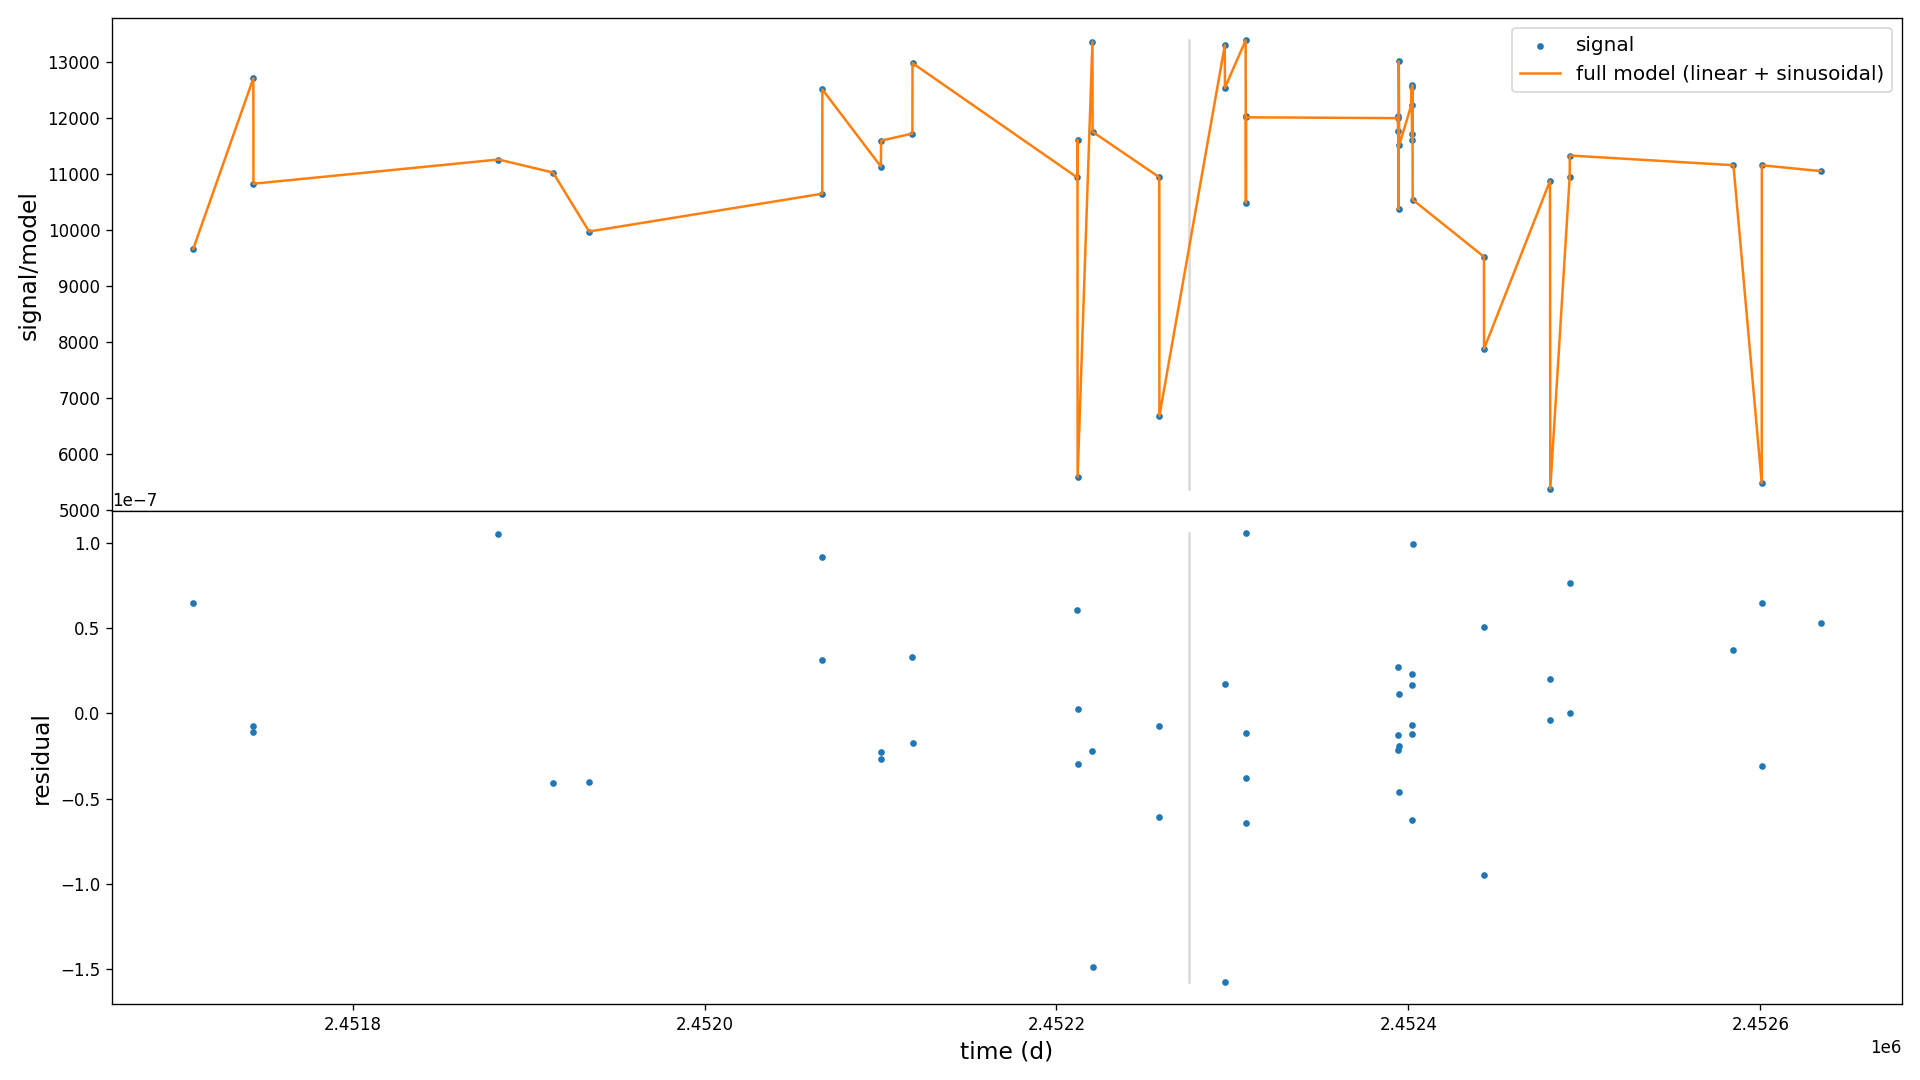 signal
full model (linear + sinusoidal)
signal/model
13000
12000
11000
10000
9000
8000
7000
6000
5000
1e−7
residual
1.0
0.5
0.0
−0.5
−1.0
−1.5
2.4518
2.4520
2.4522
2.4524
2.4526
time (d)
1e6